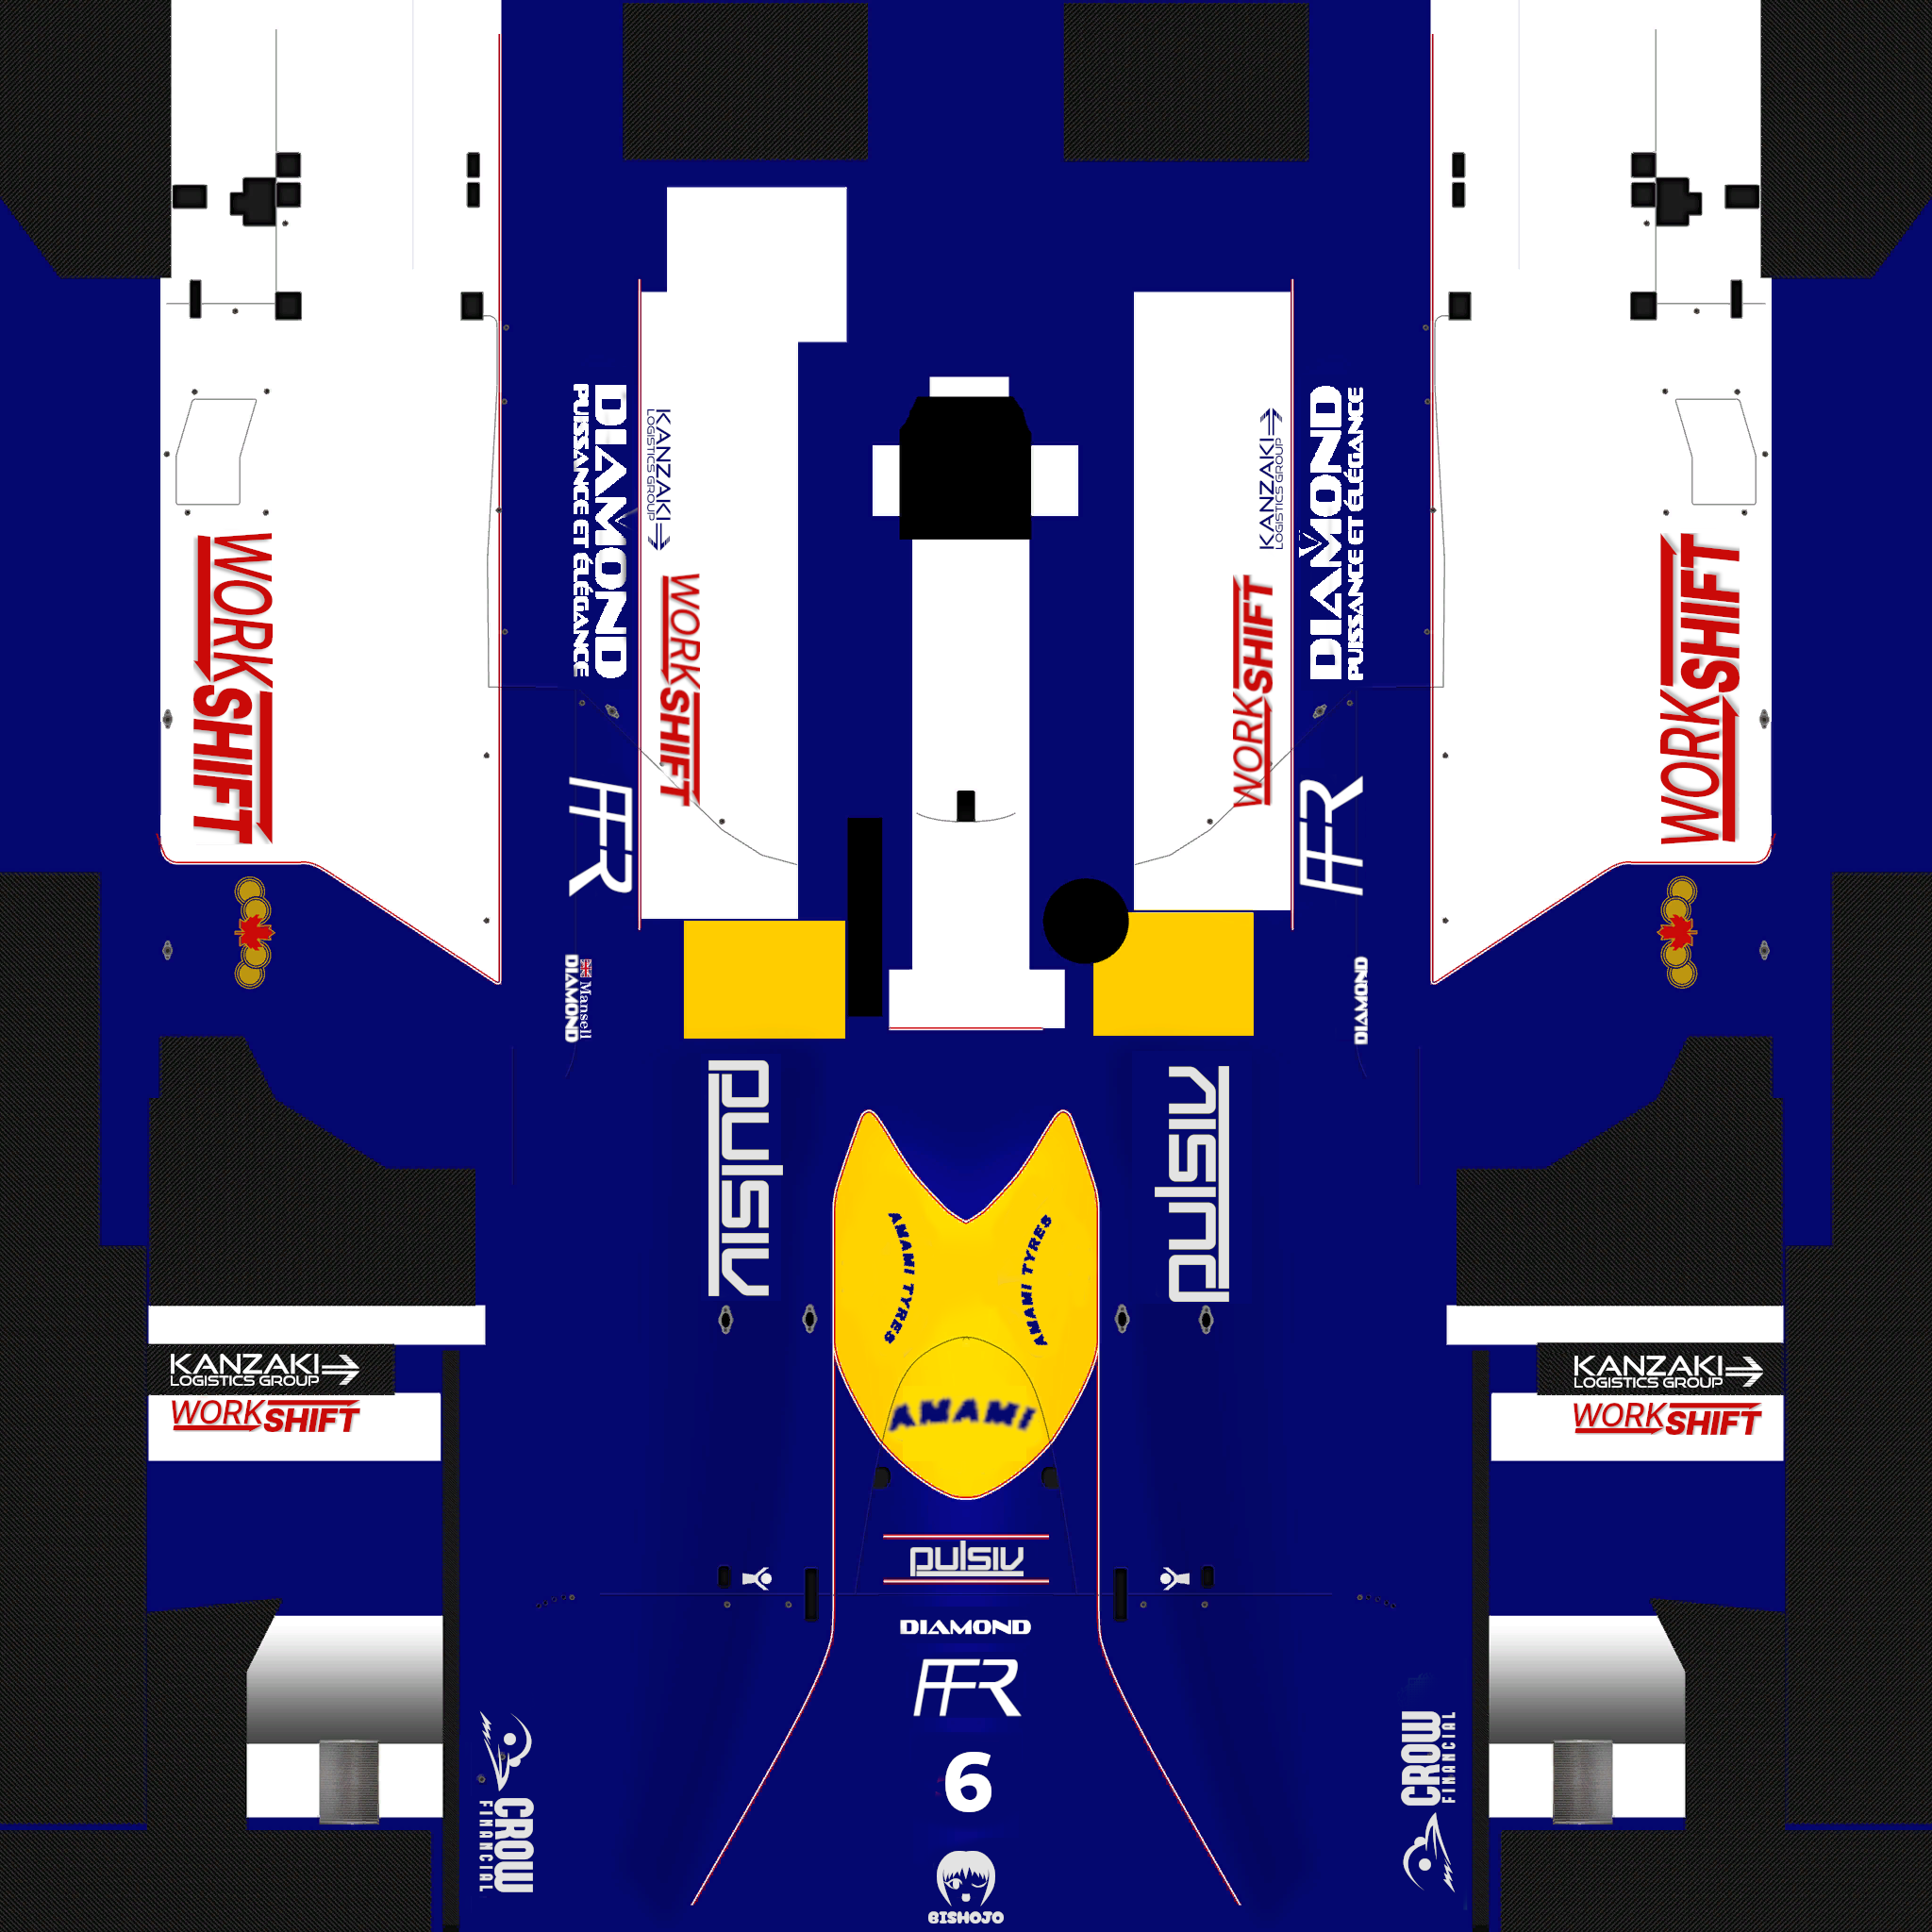 DIAMOND
PUISSANCE ET ÉLÉGANCE
KANZAKI
LOGISTICS GROUP
WORKSHIFT
WORKSHIFT
FFR
Mansell
DIAMOND
KANZAKI
LOGISTICS GROUP
DIAMOND
PUISSANCE ET ÉLÉGANCE
WORKSHIFT
WORKSHIFT
FFR
DIAMOND
pulsiv
pulsiv
AMAMI TYRES
AMAMI TYRES
AMAMI
KANZAKI
LOGISTICS GROUP
WORKSHIFT
KANZAKI
LOGISTICS GROUP
WORKSHIFT
pulsiv
DIAMOND
FFR
6
BISHOJO
CROW
FINANCIAL
CROW
FINANCIAL